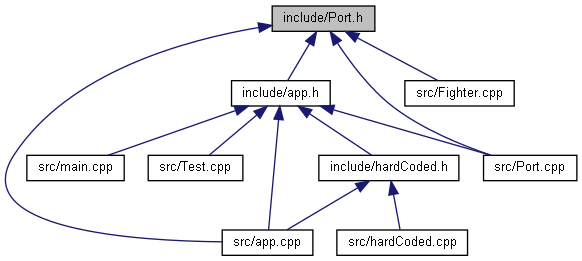 include/Port.h
include/app.h
src/Fighter.cpp
src/main.cpp
src/Test.cpp
include/hardCoded.h
src/Port.cpp
src/app.cpp
src/hardCoded.cpp